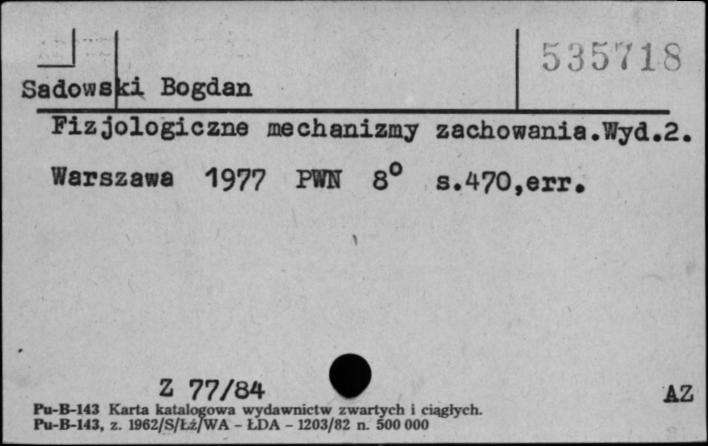 535718
Sadowski Bogdan
Fizjologiczne mechanizmy zachowania.Wyd.2.
Warszawa 1977 PWN 8° s.470,err.
Z 77/84
AZ
Pu-B-143 Karta katalogowa wydawnictw zwartych i ciągłych.
Pu-B-143, z. 1962/S/Łź/WA - ŁDA - 1203/82 n. 500 000